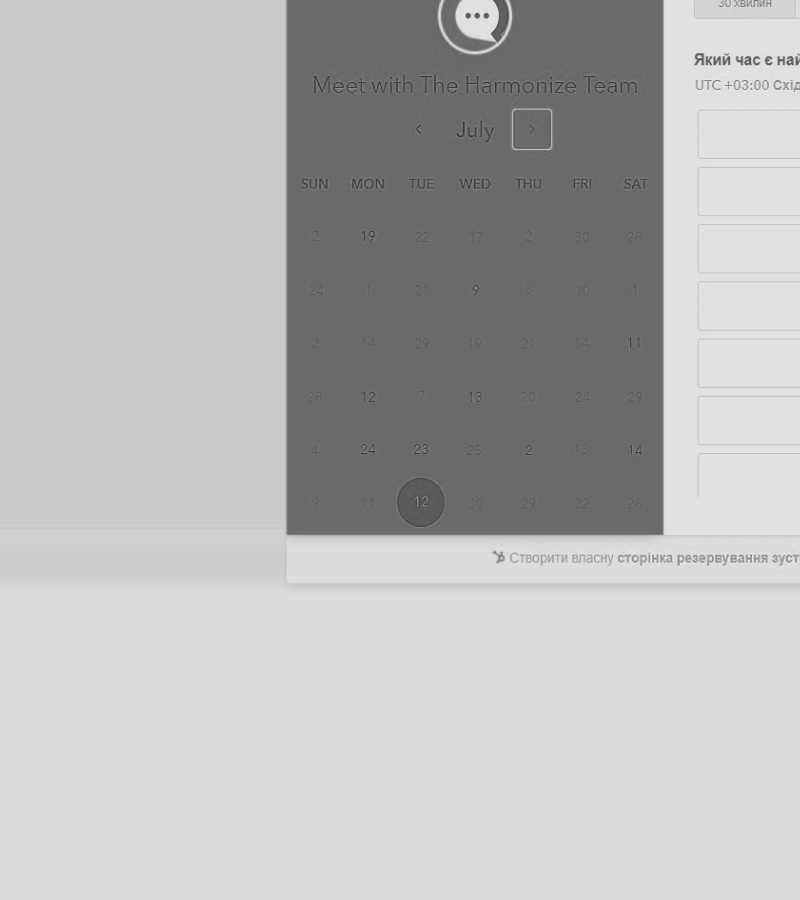 30 хвилин
Який час є най
UTC +03:00 Схід
Meet with The Harmonize Team
July
SUN MON TUE WED THU FRI SAT
2 19 22 17 2 30 28
24 1 21 9 8 10 1
2 14 29 19 21 14 11
28 12 7 13 20 24 29
4 24 23 25 2 13 14
9 11 12 30 29 22 26
Створити власну сторінка резервування зуст